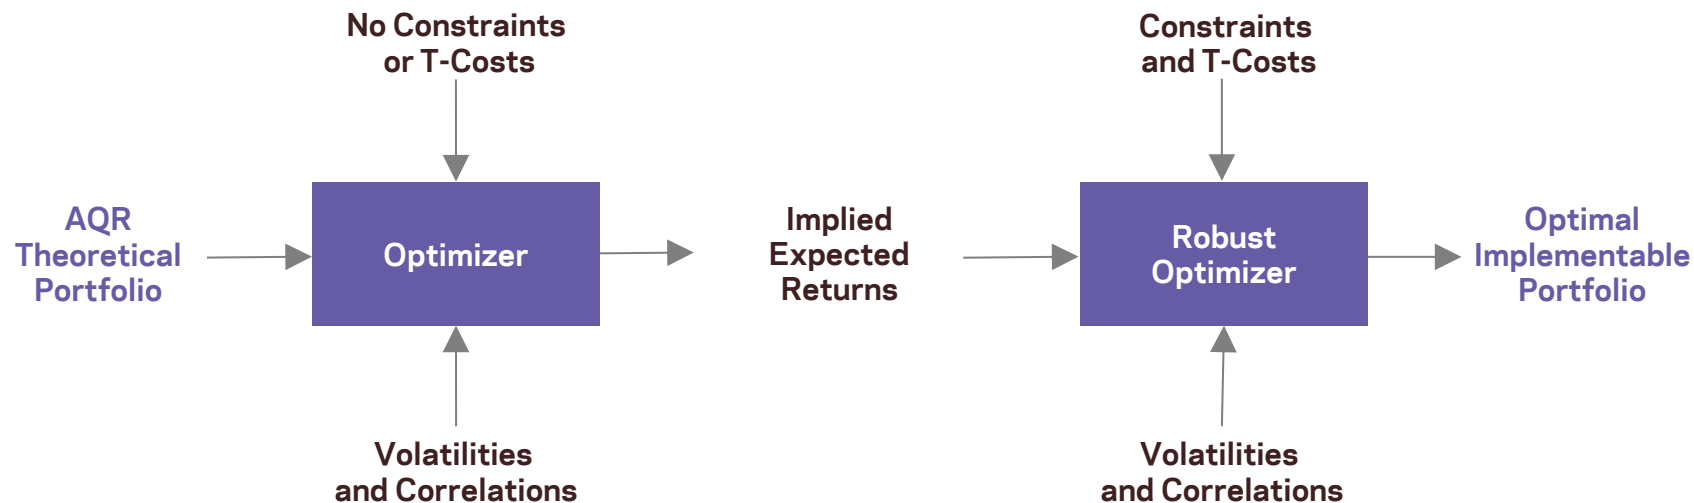 No Constraints
or T-Costs
Constraints
and T-Costs
AQR
Theoretical
Portfolio
Optimizer
Implied
Expected
Returns
Robust
Optimizer
Optimal
Implementable
Portfolio
Volatilities
and Correlations
Volatilities
and Correlations